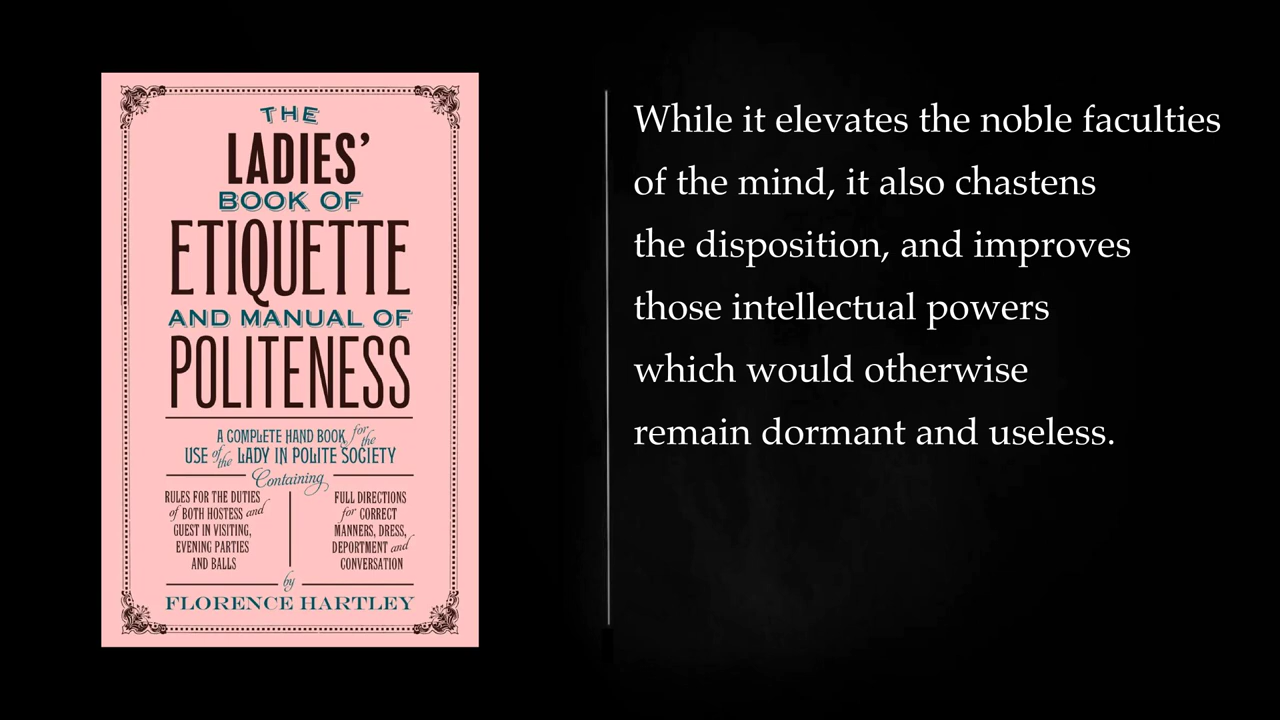 THE
LADIES'
BOOK OF
ETIQUETTE
AND MANUAL OF
POLITENESS
A COMPLETE HAND BOOK for the
USE of the LADY IN POLITE SOCIETY
Containing
RULES FOR THE DUTIES
of BOTH HOSTESS and
GUEST IN VISITING,
EVENING PARTIES
AND BALLS
FULL DIRECTIONS
for CORRECT
MANNERS, DRESS,
DEPORTMENT and
CONVERSATION
by
FLORENCE HARTLEY
While it elevates the noble faculties
of the mind, it also chastens
the disposition, and improves
those intellectual powers
which would otherwise
remain dormant and useless.